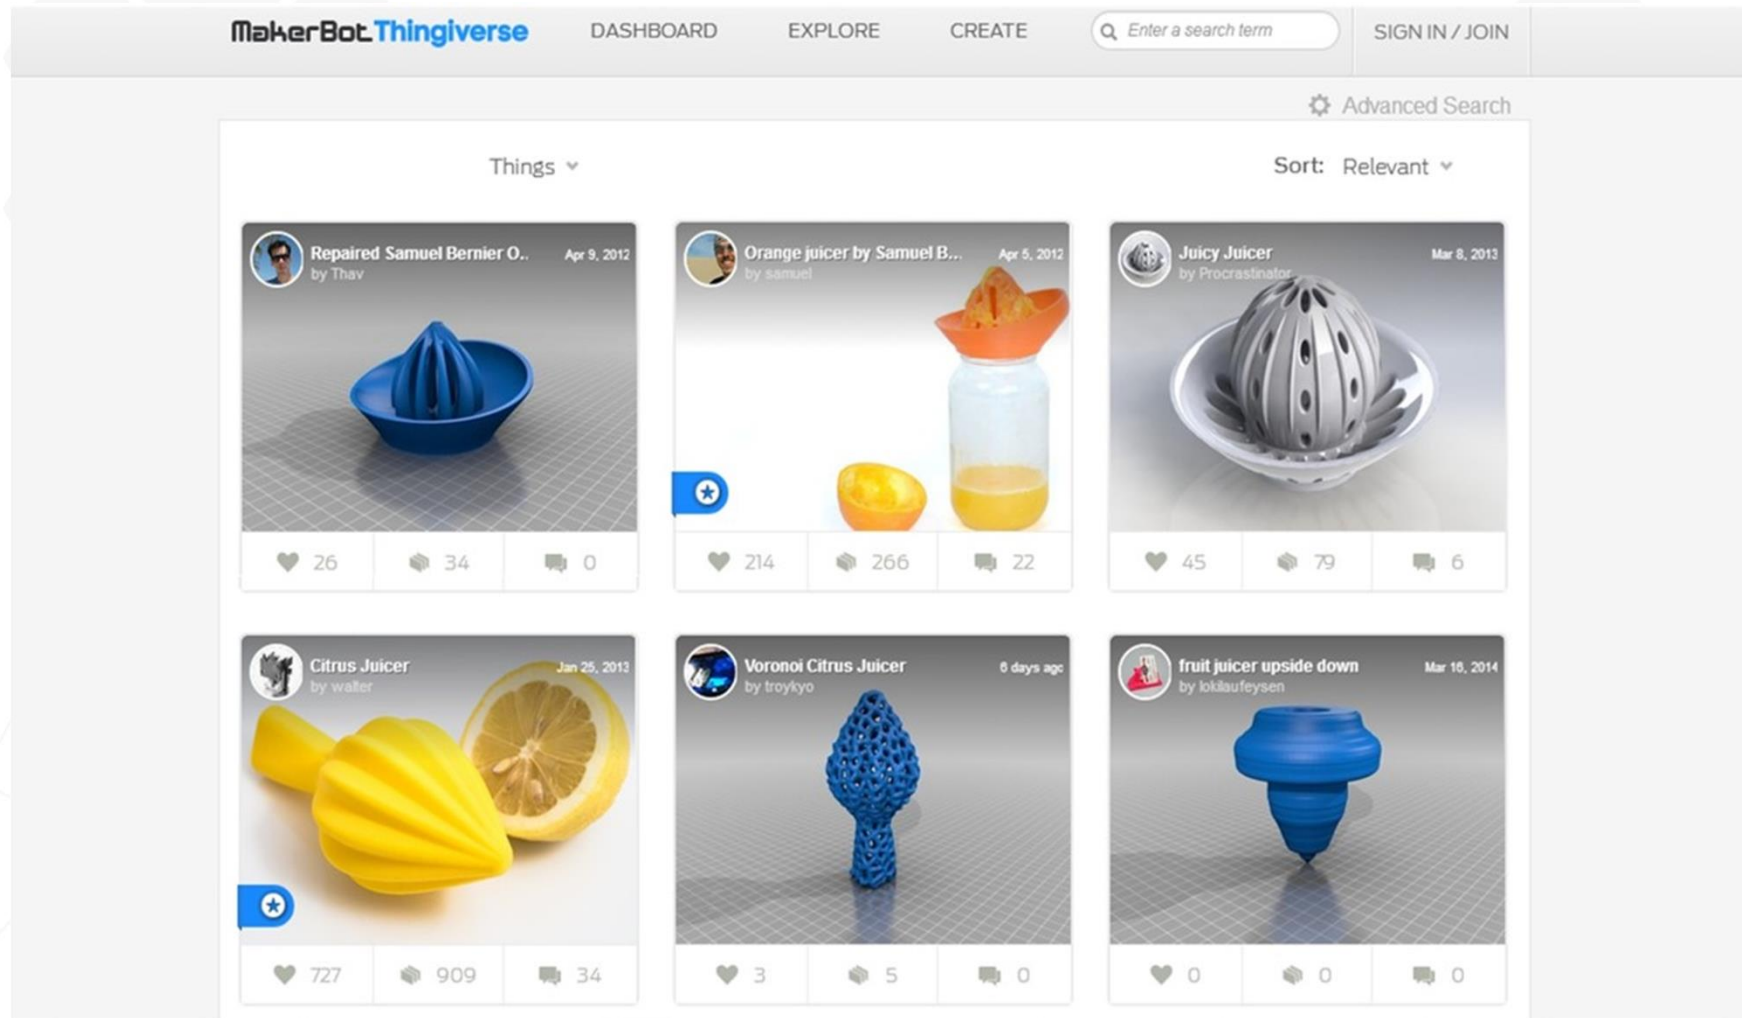 MakerBot Thingiverse DASHBOARD EXPLORE CREATE Enter a search term SIGN IN / JOIN
Advanced Search
Things Sort: Relevant
Repaired Samuel Bernier O.. Apr 9, 2012
by Thav
26 34 0
Orange juicer by Samuel B... Apr 5, 2012
by samuel
214 266 22
Juicy Juicer Mar 8, 2013
by Procrastinator
45 79 6
Citrus Juicer Jan 25, 2013
by walter
727 909 34
Voronoi Citrus Juicer 6 days ago
by troykyo
3 5 0
fruit juicer upside down Mar 16, 2014
by lokilaufeysen
0 0 0